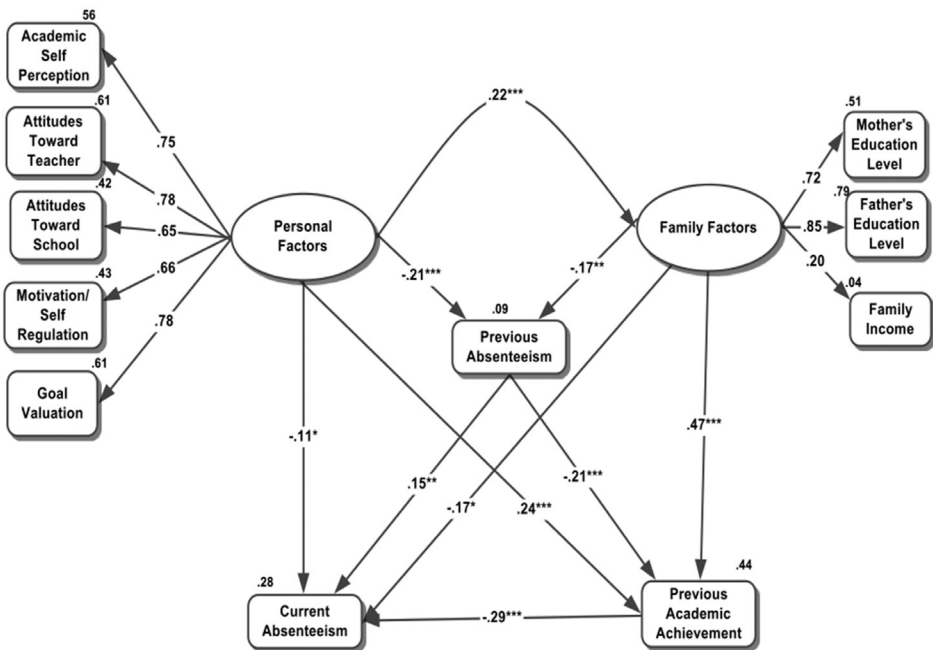 56
Academic
Self
Perception
.61
Attitudes
Toward
Teacher
.42
Attitudes
Toward
School
.43
Motivation/
Self
Regulation
.61
Goal
Valuation
.75
.78
.65
.66
.78
Personal
Factors
.22***
Family Factors
.51
Mother's
Education
Level
.72
.79
Father's
Education
Level
.85
.20
.04
Family
Income
-.21***
-.17**
.09
Previous
Absenteeism
-.11*
.15**
-.17*
.24***
-.21***
.47***
.28
Current
Absenteeism
-.29***
.44
Previous
Academic
Achievement